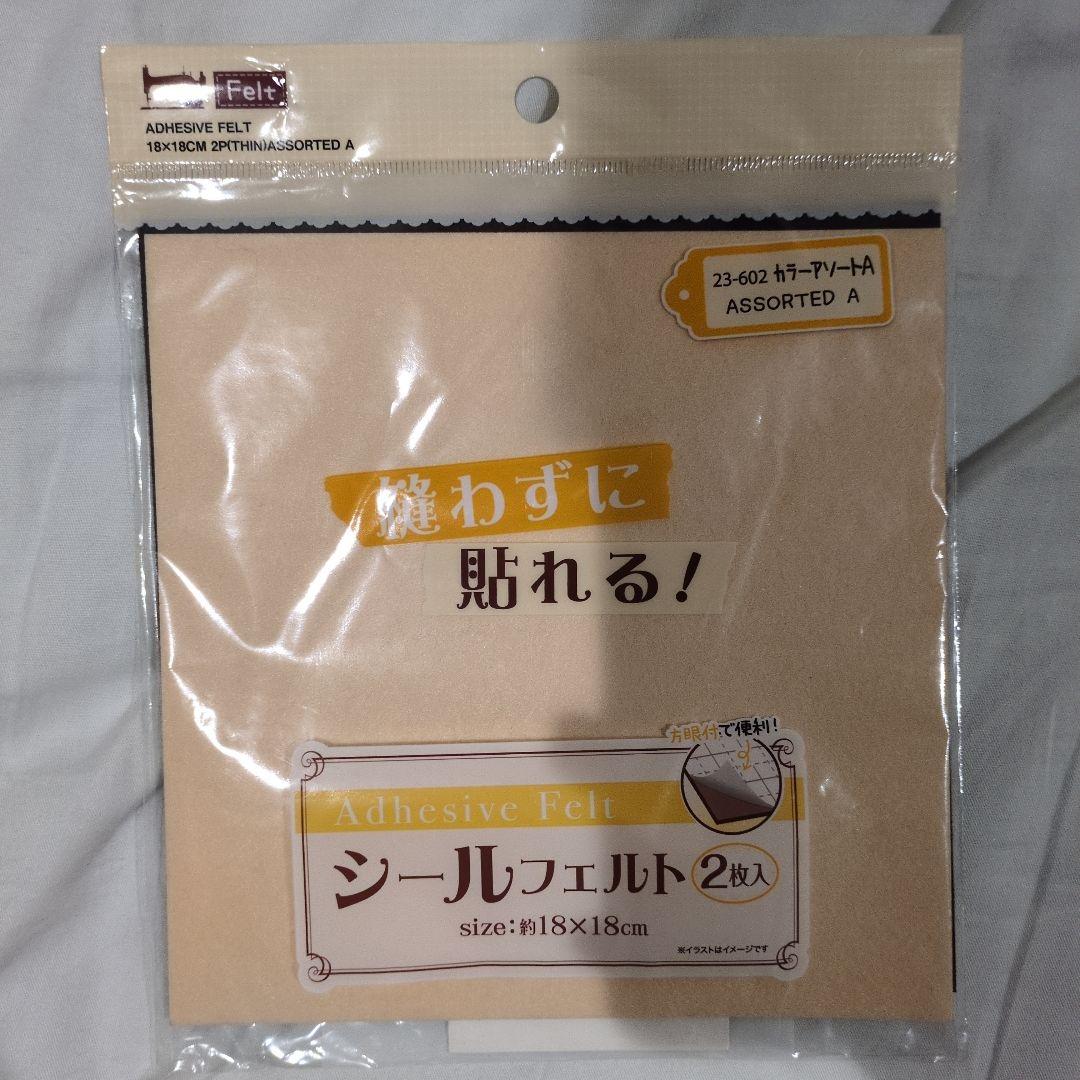 Felt
ADHESIVE FELT
18×18CM 2P(THIN)ASSORTED A
23-602 カラーアソートA
ASSORTED A
縫わずに
貼れる!
方眼付で便利!
Adhesive Felt
シールフェルト 2枚入
size:約18×18cm
※イラストはイメージです